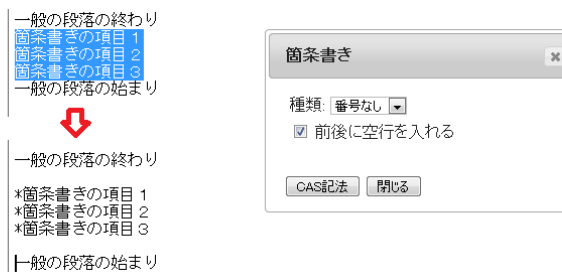 一般の段落の終わり
箇条書きの項目1
箇条書きの項目2
箇条書きの項目3
一般の段落の始まり
一般の段落の終わり
*箇条書きの項目1
*箇条書きの項目2
*箇条書きの項目3
一般の段落の始まり
箇条書き
種類: 番号なし
前後に空行を入れる
CAS記法 閉じる